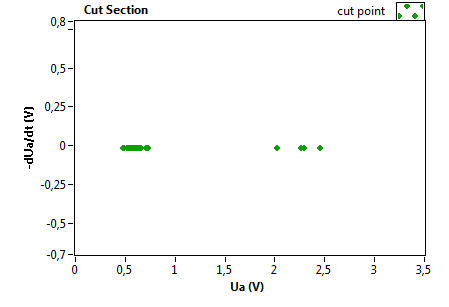 Cut Section
cut point
0,8
0,5
0,25
0
-0,25
-0,5
-0,7
-dUa/dt (V)
0 0,5 1 1,5 2 2,5 3 3,5
Ua (V)